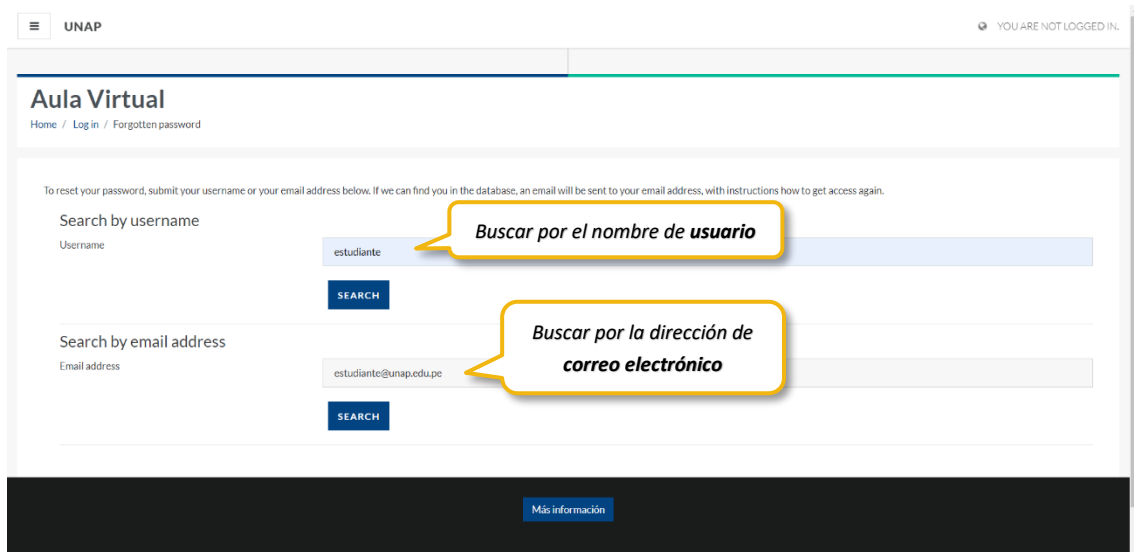 ≡ UNAP YOU ARE NOT LOGGED IN.
Aula Virtual
Home / Log in / Forgotten password
To reset your password, submit your username or your email address below. If we can find you in the database, an email will be sent to your email address, with instructions how to get access again.
Search by username
Username
estudiante
Buscar por el nombre de usuario
SEARCH
Search by email address
Email address
estudiante@unap.edu.pe
Buscar por la dirección de
correo electrónico
SEARCH
Más información